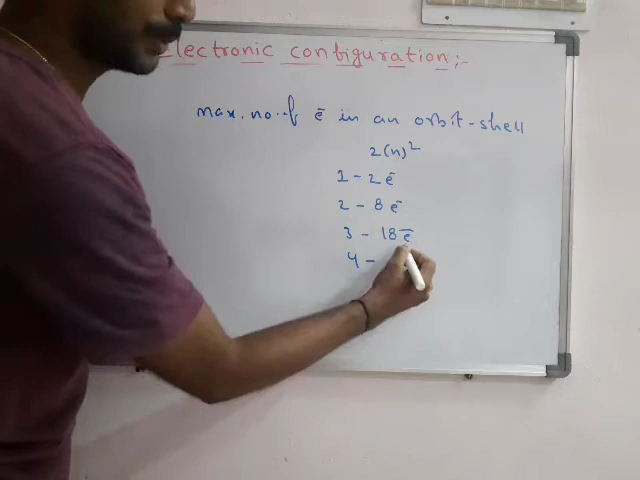 Electronic configuration:-
max. no. of e̅ in an orbit-shell
2(n)²
1 - 2 e̅
2 - 8 e̅
3 - 18 e̅
4 -